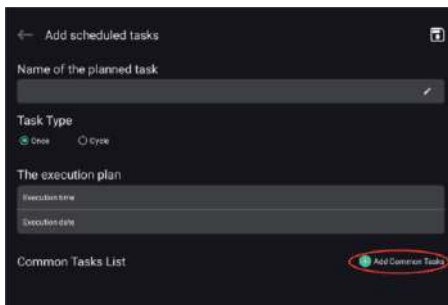 Add scheduled tasks
Name of the planned task
Task Type
Once Cycle
The execution plan
Execution time
Execution date
Common Tasks List Add Common Tasks